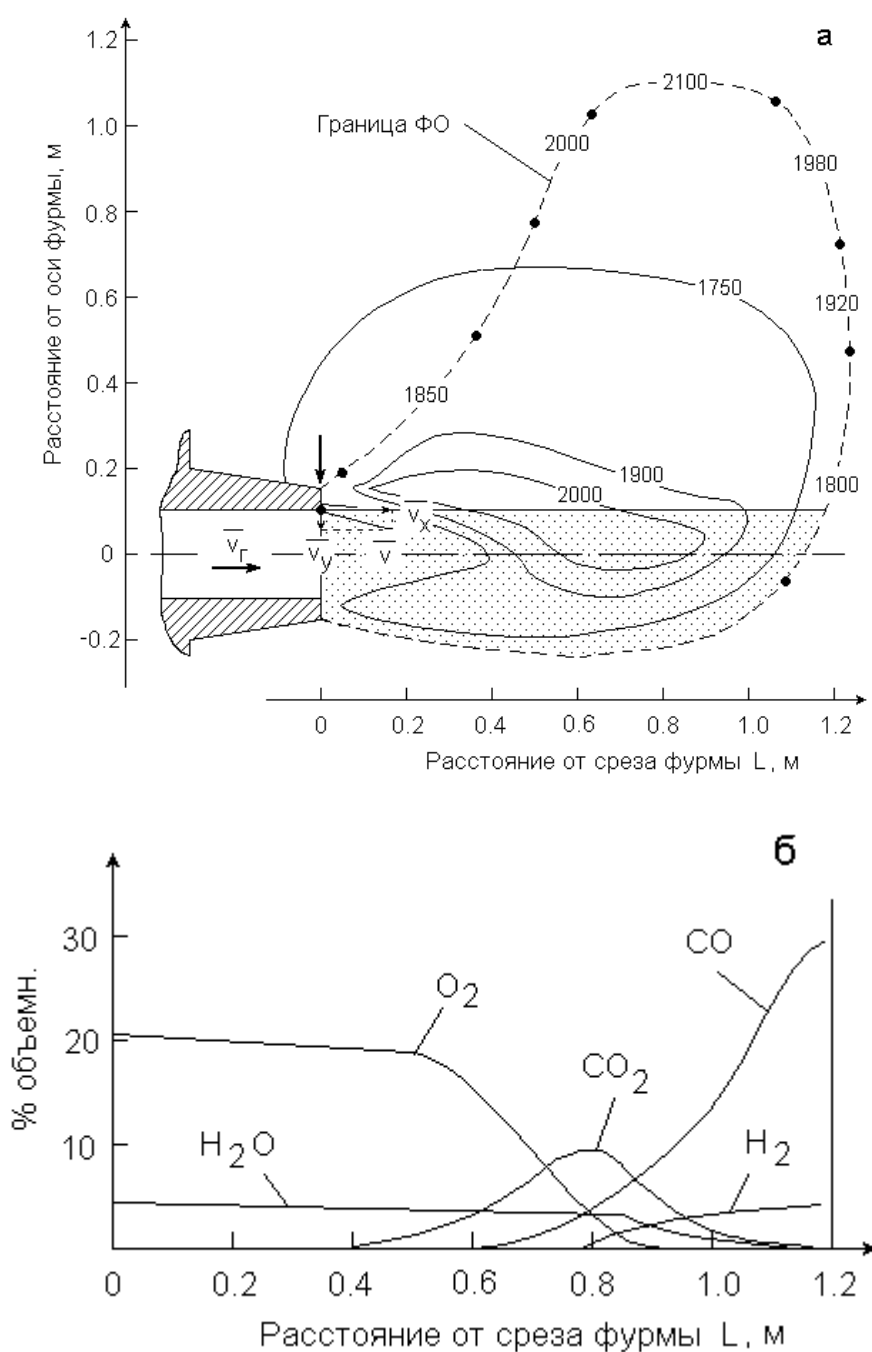 а
1.2
2100
Граница ФО
2000
1.0
1980
0.8
1750
0.6
1920
0.4
1850
1900
1800
0.2
2000
vx
0
vг
vy
v
-0.2
Расстояние от оси фурмы, м
0 0.2 0.4 0.6 0.8 1.0 1.2
Расстояние от среза фурмы L, м
б
30
CO
O2
20
CO2
10
H2O
H2
% объемн.
0 0.2 0.4 0.6 0.8 1.0 1.2
Расстояние от среза фурмы L, м